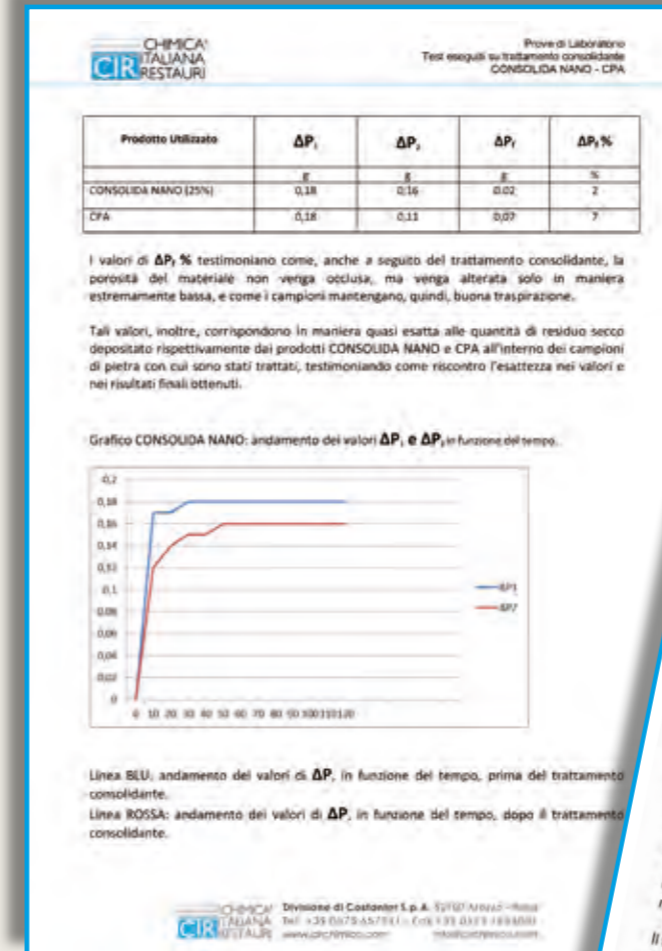 CHIMICA
ITALIANA
CIR RESTAURI
Prove di Laboratorio
Test eseguiti su trattamento consolidante
CONSOLIDA NANO - CPA
Prodotto Utilizzato ΔP₁ ΔP₂ ΔPf ΔPf %
g g g %
CONSOLIDA NANO (25%) 0,18 0,16 0,02 2
CPA 0,18 0,11 0,07 7
I valori di ΔPf % testimoniano come, anche a seguito del trattamento consolidante, la
porosità del materiale non venga occlusa, ma venga alterata solo in maniera
estremamente bassa, e come i campioni mantengano, quindi, buona traspirazione.
Tali valori, inoltre, corrispondono in maniera quasi esatta alle quantità di residuo secco
depositato rispettivamente dai prodotti CONSOLIDA NANO e CPA all'interno dei campioni
di pietra con cui sono stati trattati, testimoniando come riscontro l'esattezza nei valori e
nei risultati finali ottenuti.
Grafico CONSOLIDA NANO: andamento dei valori ΔP₁ e ΔP₂ in funzione del tempo.
0,2
0,18
0,16
0,14
0,12
0,1
0,08
0,06
0,04
0,02
0
0 10 20 30 40 50 60 70 80 90 100 110 120
ΔP1
ΔP2
Linea BLU: andamento dei valori di ΔP, in funzione del tempo, prima del trattamento
consolidante.
Linea ROSSA: andamento dei valori di ΔP, in funzione del tempo, dopo il trattamento
consolidante.
CHIMICA
ITALIANA
CIR RESTAURI
Divisione di Costanter S.p.A.